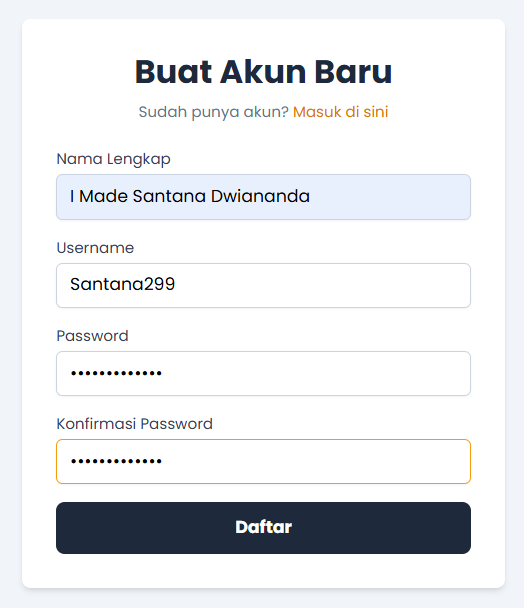 Buat Akun Baru
Sudah punya akun? Masuk di sini
Nama Lengkap
I Made Santana Dwiananda
Username
Santana299
Password
•••••••••••••
Konfirmasi Password
•••••••••••••
Daftar